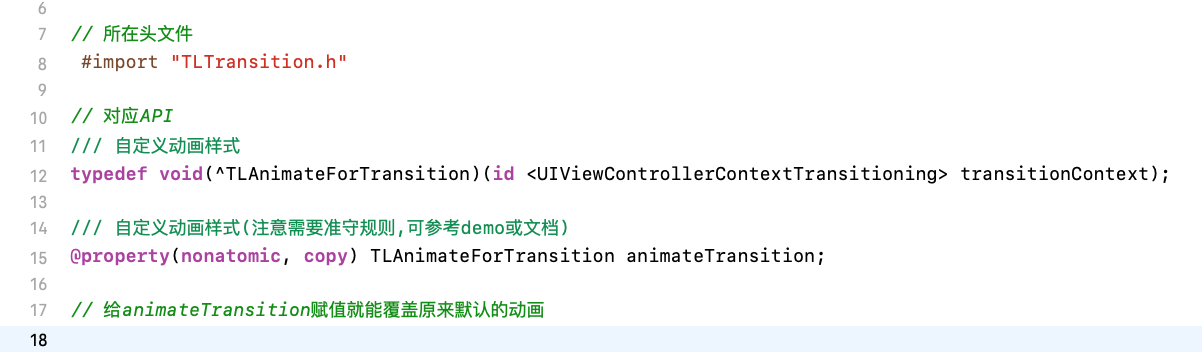 6
7 // 所在头文件
8 #import "TLTransition.h"
9
10 // 对应API
11 /// 自定义动画样式
12 typedef void(^TLAnimateForTransition)(id <UIViewControllerContextTransitioning> transitionContext);
13
14 /// 自定义动画样式(注意需要准守规则,可参考demo或文档)
15 @property(nonatomic, copy) TLAnimateForTransition animateTransition;
16
17 // 给animateTransition赋值就能覆盖原来默认的动画
18